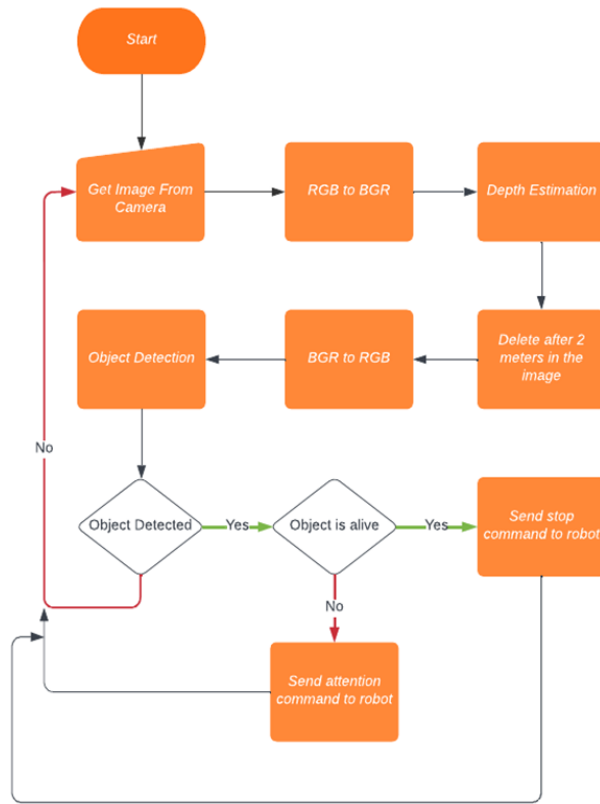 Start
Get Image From
Camera
RGB to BGR
Depth Estimation
Delete after 2
meters in the
image
BGR to RGB
Object Detection
No
Object Detected
Yes
Object is alive
Yes
Send stop
command to robot
No
Send attention
command to robot